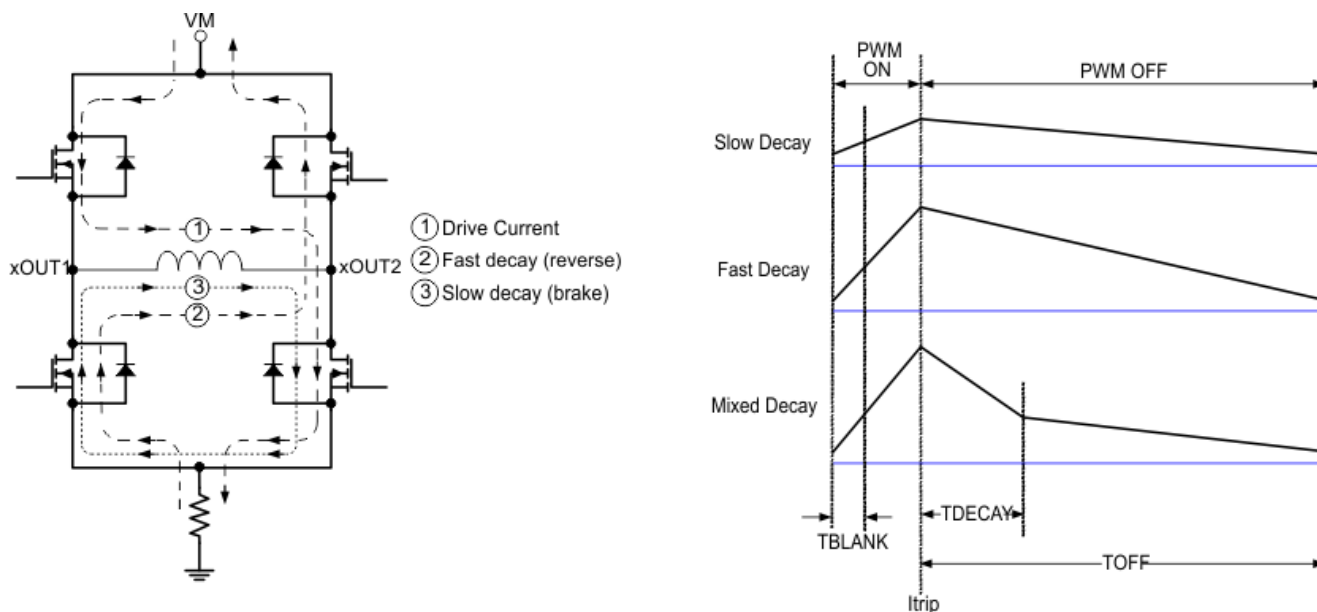 VM
xOUT1
xOUT2
1
3
2
1 Drive Current
2 Fast decay (reverse)
3 Slow decay (brake)
PWM
ON
PWM OFF
Slow Decay
Fast Decay
Mixed Decay
TDECAY
TBLANK
TOFF
Itrip